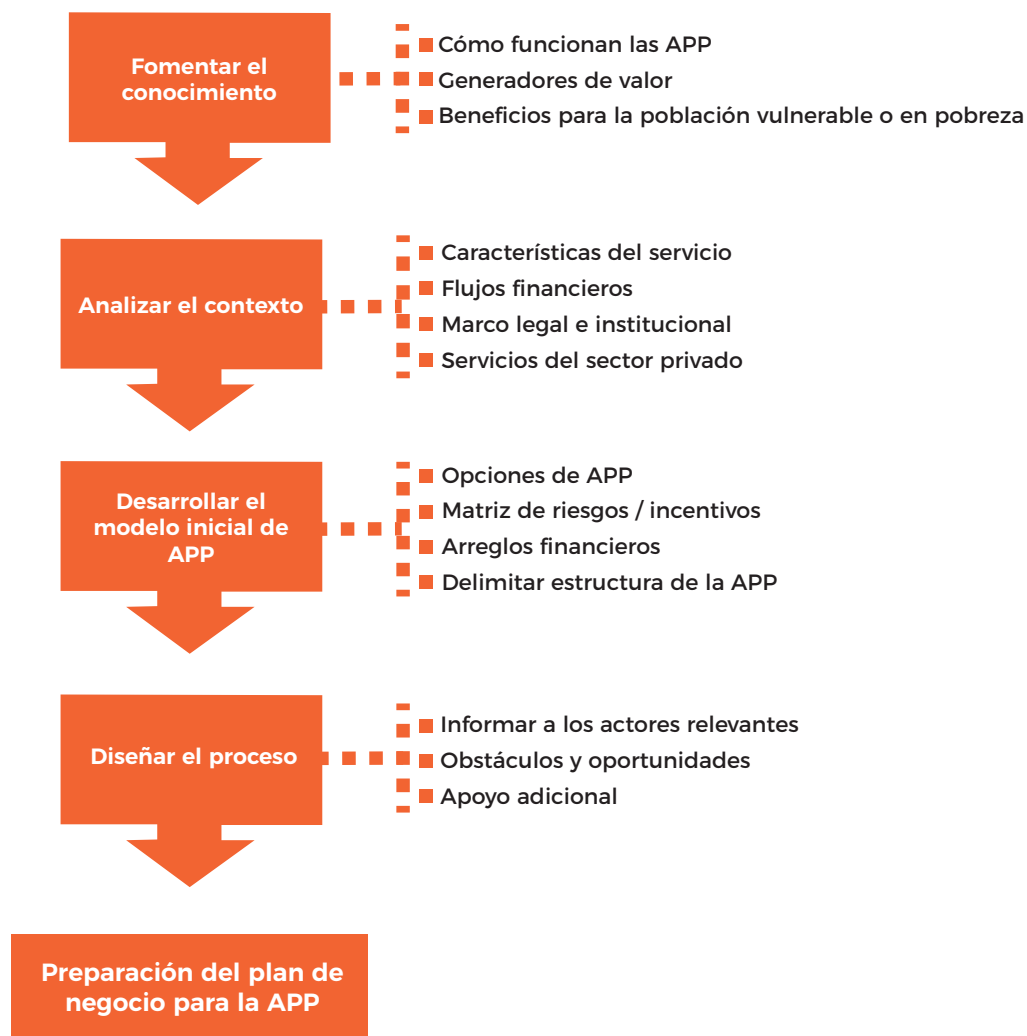 Fomentar el
conocimiento
Cómo funcionan las APP
Generadores de valor
Beneficios para la población vulnerable o en pobreza
Analizar el contexto
Características del servicio
Flujos financieros
Marco legal e institucional
Servicios del sector privado
Desarrollar el
modelo inicial de
APP
Opciones de APP
Matriz de riesgos / incentivos
Arreglos financieros
Delimitar estructura de la APP
Diseñar el proceso
Informar a los actores relevantes
Obstáculos y oportunidades
Apoyo adicional
Preparación del plan de
negocio para la APP